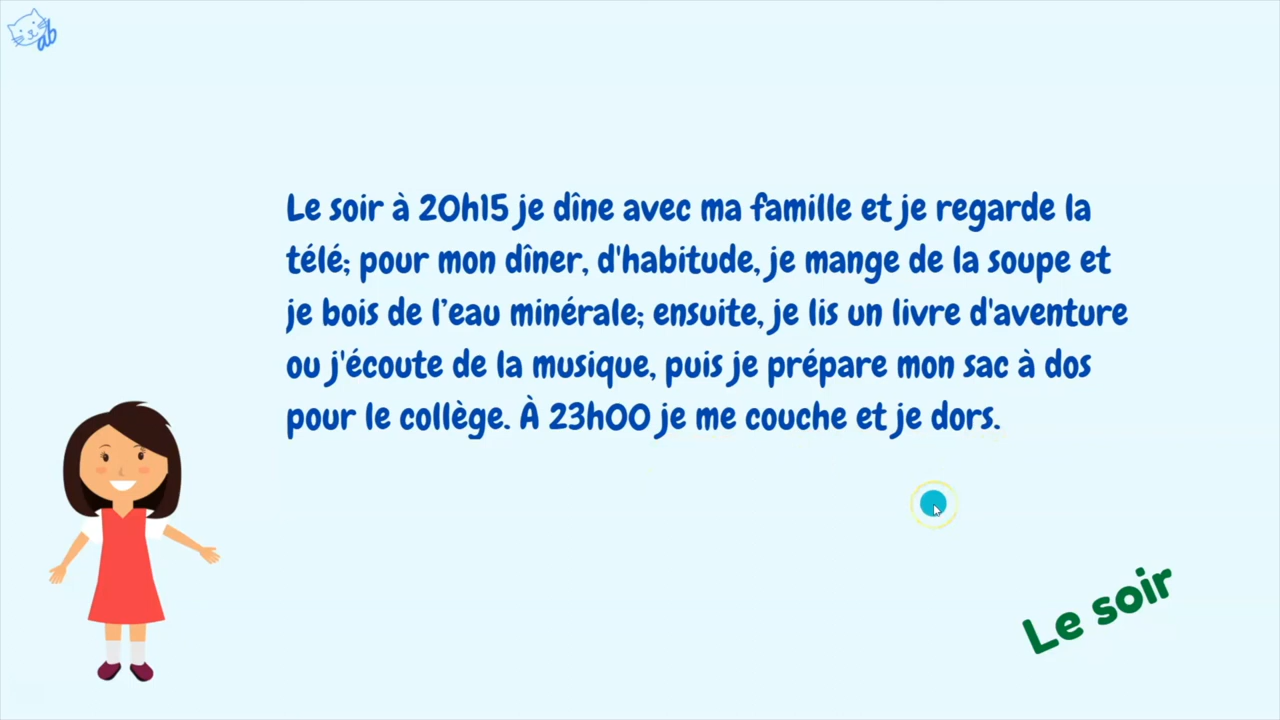 ab
Le soir à 20h15 je dîne avec ma famille et je regarde la
télé; pour mon dîner, d'habitude, je mange de la soupe et
je bois de l’eau minérale; ensuite, je lis un livre d'aventure
ou j'écoute de la musique, puis je prépare mon sac à dos
pour le collège. À 23h00 je me couche et je dors.
Le soir